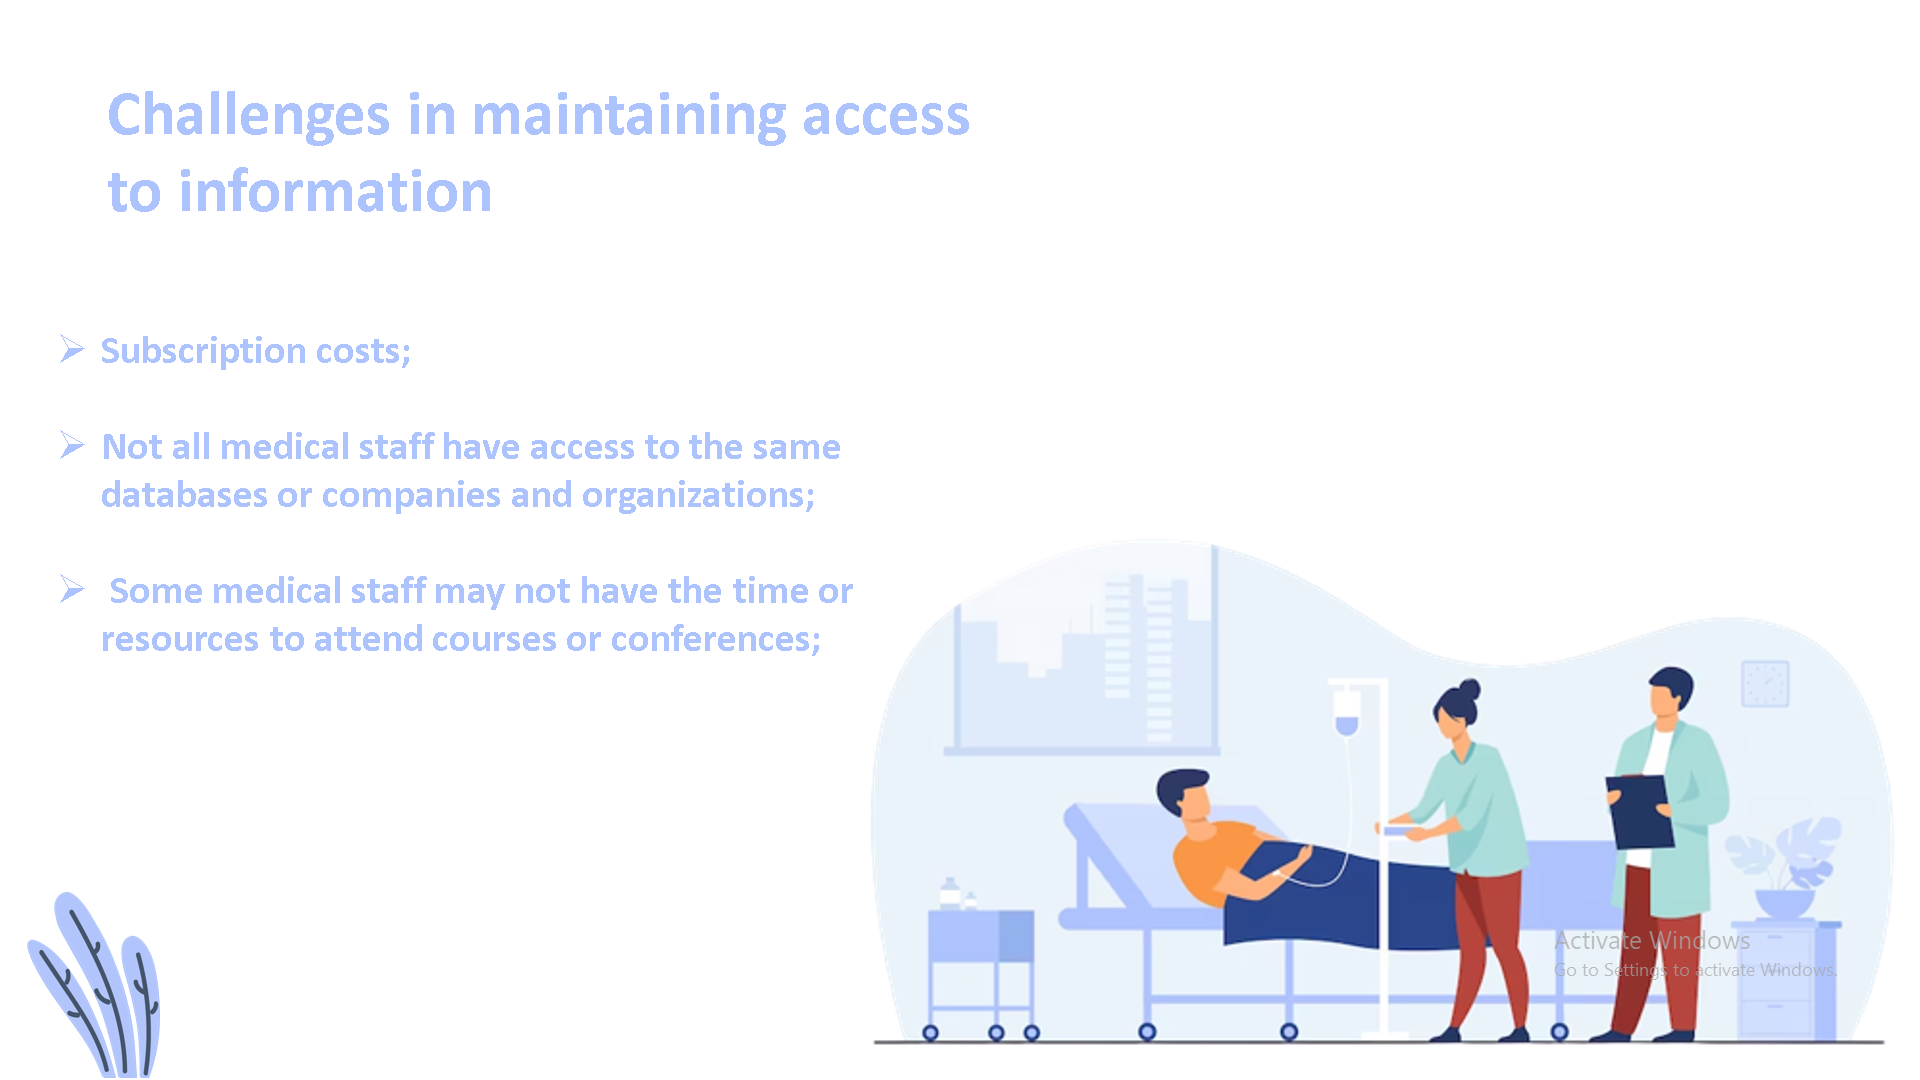 Challenges in maintaining access
to information
➢ Subscription costs;
➢ Not all medical staff have access to the same
databases or companies and organizations;
➢ Some medical staff may not have the time or
resources to attend courses or conferences;
Activate Windows
Go to Settings to activate Windows.